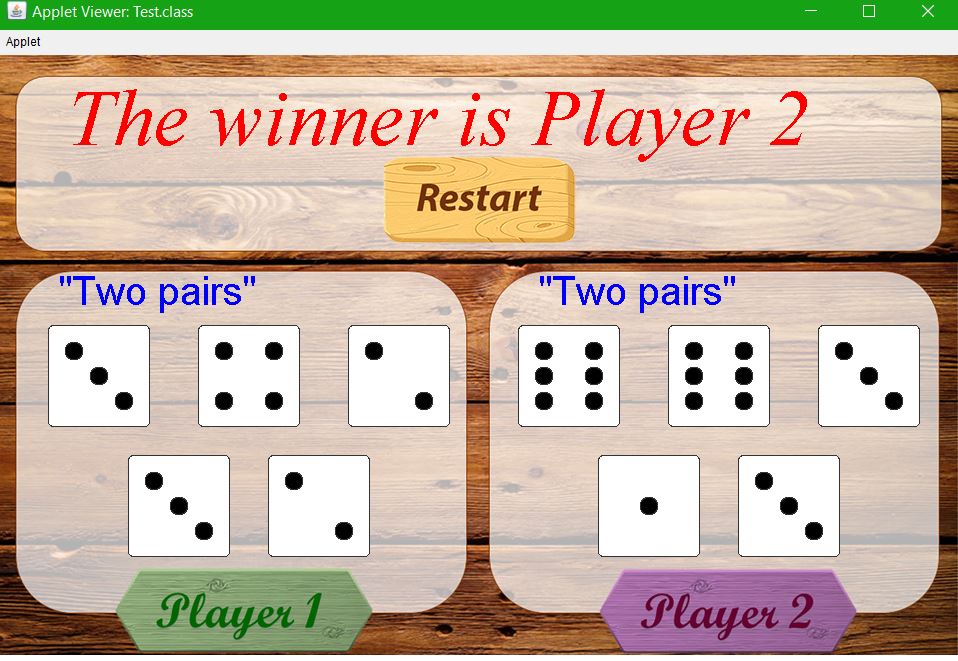 Applet Viewer: Test.class
Applet
The winner is Player 2
Restart
"Two pairs"
"Two pairs"
Player 1
Player 2